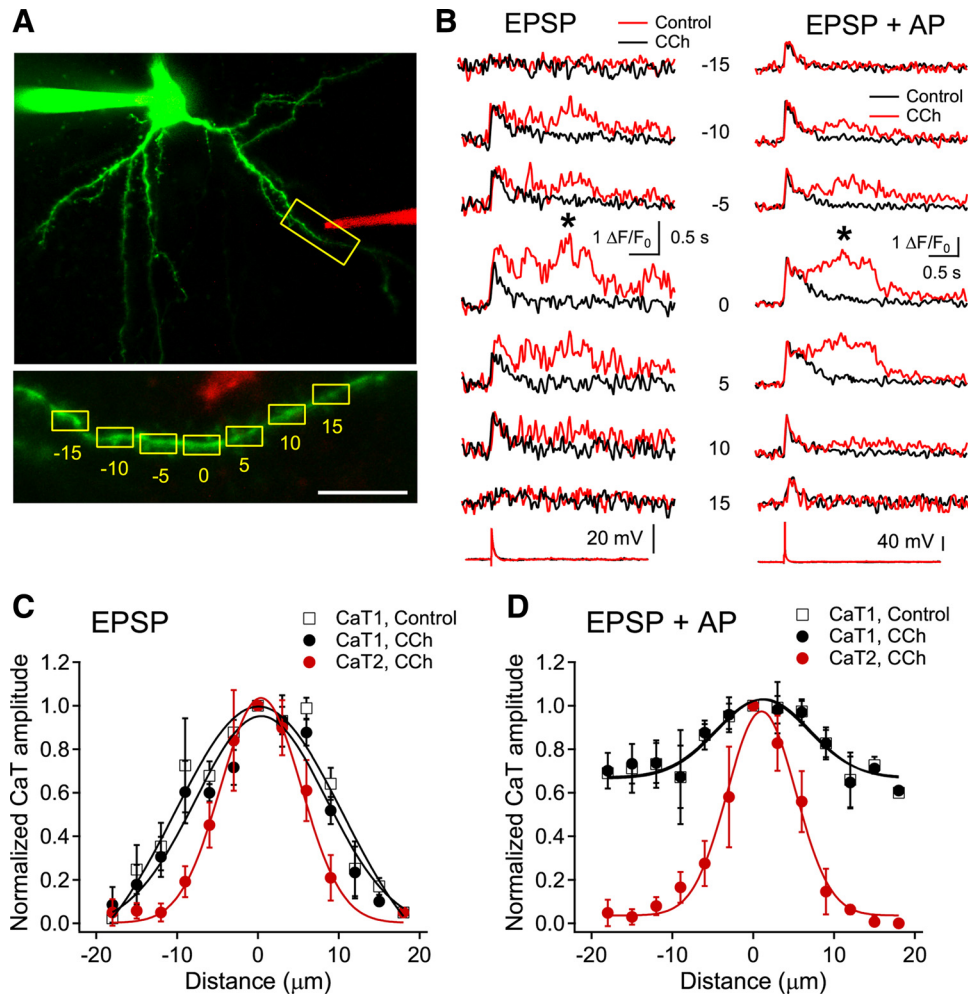 A
-15
-10
-5
0
5
10
15
B
EPSP
Control
CCh
EPSP + AP
Control
CCh
-15
-10
-5
*
1 ΔF/F0
0.5 s
*
1 ΔF/F0
0.5 s
0
5
10
15
20 mV
40 mV
C
EPSP
CaT1, Control
CaT1, CCh
CaT2, CCh
Normalized CaT amplitude
1.2
1.0
0.8
0.6
0.4
0.2
0.0
-20
-10
0
10
20
Distance (μm)
D
EPSP + AP
CaT1, Control
CaT1, CCh
CaT2, CCh
Normalized CaT amplitude
1.2
1.0
0.8
0.6
0.4
0.2
0.0
-20
-10
0
10
20
Distance (μm)